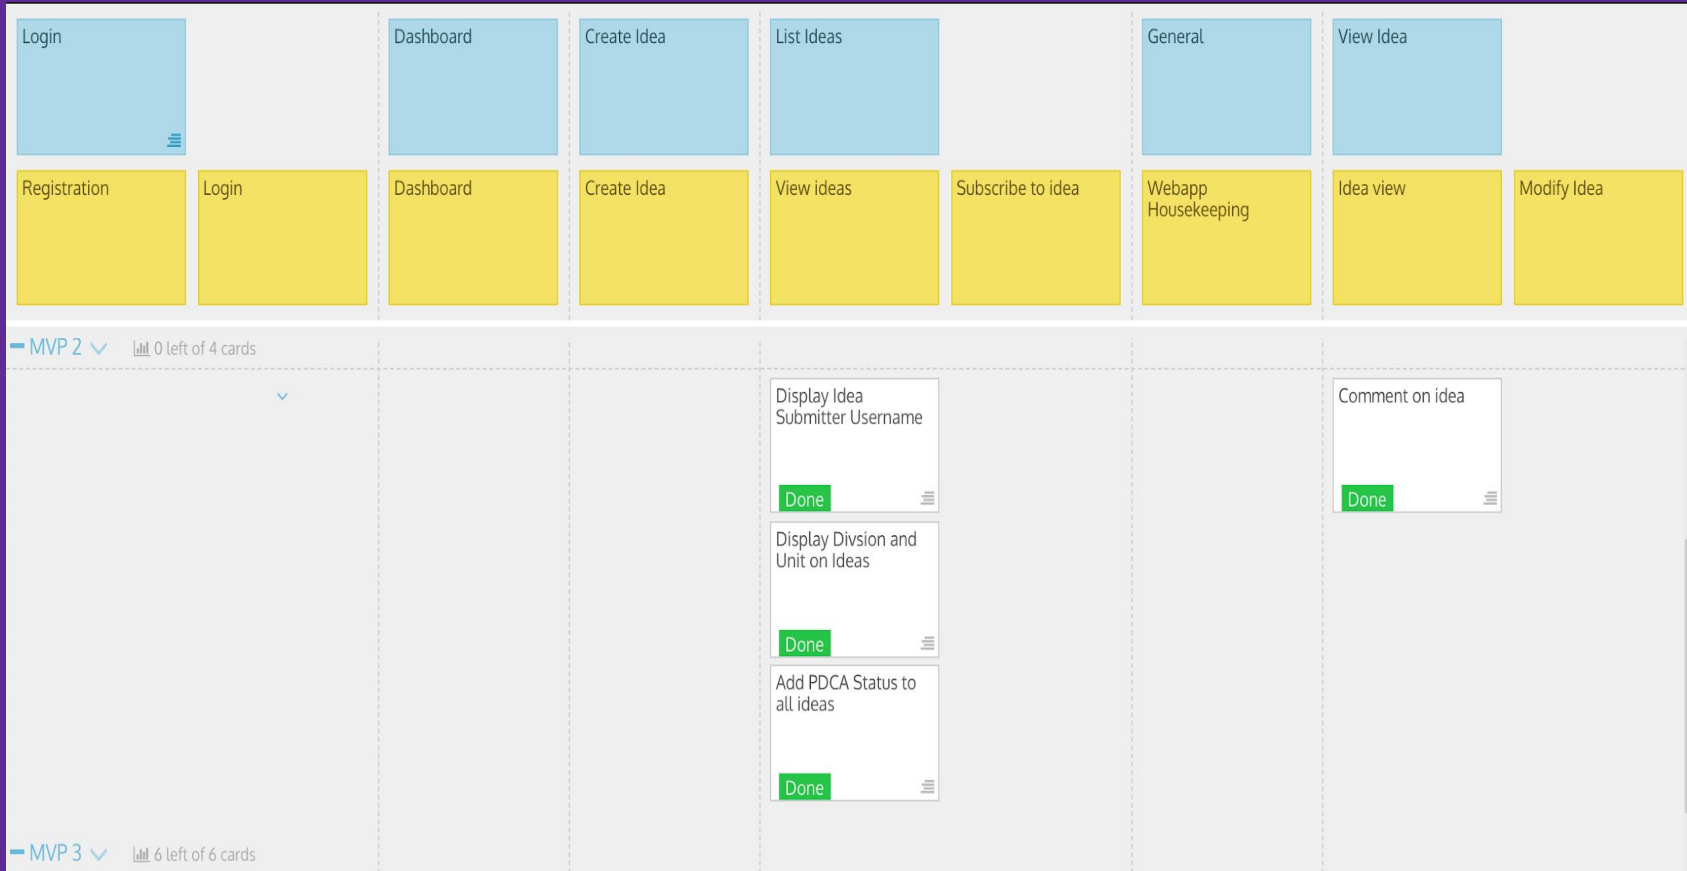 Login
Dashboard
Create Idea
List Ideas
General
View Idea
Registration
Login
Dashboard
Create Idea
View ideas
Subscribe to idea
Webapp
Housekeeping
Idea view
Modify Idea
MVP 2
0 left of 4 cards
Display Idea
Submitter Username
Done
Comment on idea
Done
Display Divsion and
Unit on Ideas
Done
Add PDCA Status to
all ideas
Done
MVP 3
6 left of 6 cards